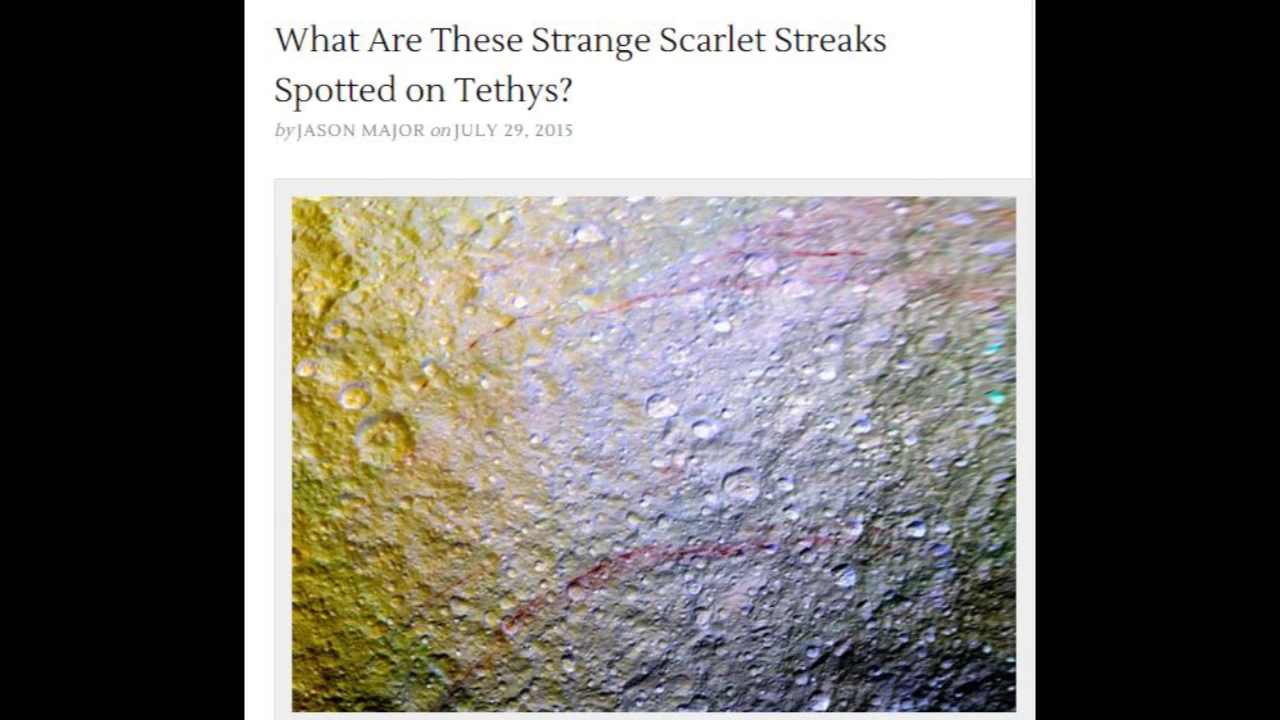 What Are These Strange Scarlet Streaks
Spotted on Tethys?
by JASON MAJOR on JULY 29, 2015